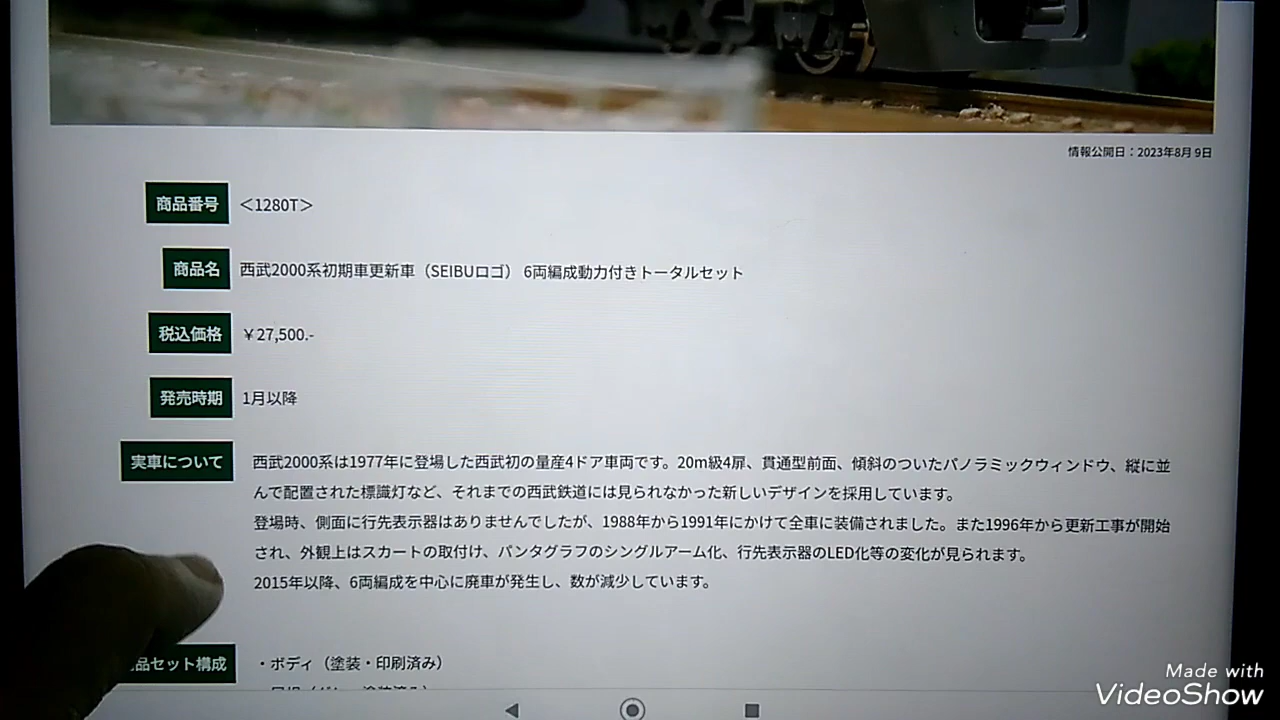 情報公開日：2023年8月9日
商品番号 ＜1280T＞
商品名 西武2000系初期車更新車（SEIBUロゴ） 6両編成動力付きトータルセット
税込価格 ￥27,500.-
発売時期 1月以降
実車について 西武2000系は1977年に登場した西武初の量産4ドア車両です。20m級4扉、貫通型前面、傾斜のついたパノラミックウィンドウ、縦に並
んで配置された標識灯など、それまでの西武鉄道には見られなかった新しいデザインを採用しています。
登場時、側面に行先表示器はありませんでしたが、1988年から1991年にかけて全車に装備されました。また1996年から更新工事が開始
され、外観上はスカートの取付け、パンタグラフのシングルアーム化、行先表示器のLED化等の変化が見られます。
2015年以降、6両編成を中心に廃車が発生し、数が減少しています。
品セット構成 ・ボディ（塗装・印刷済み）
Made with
VideoShow